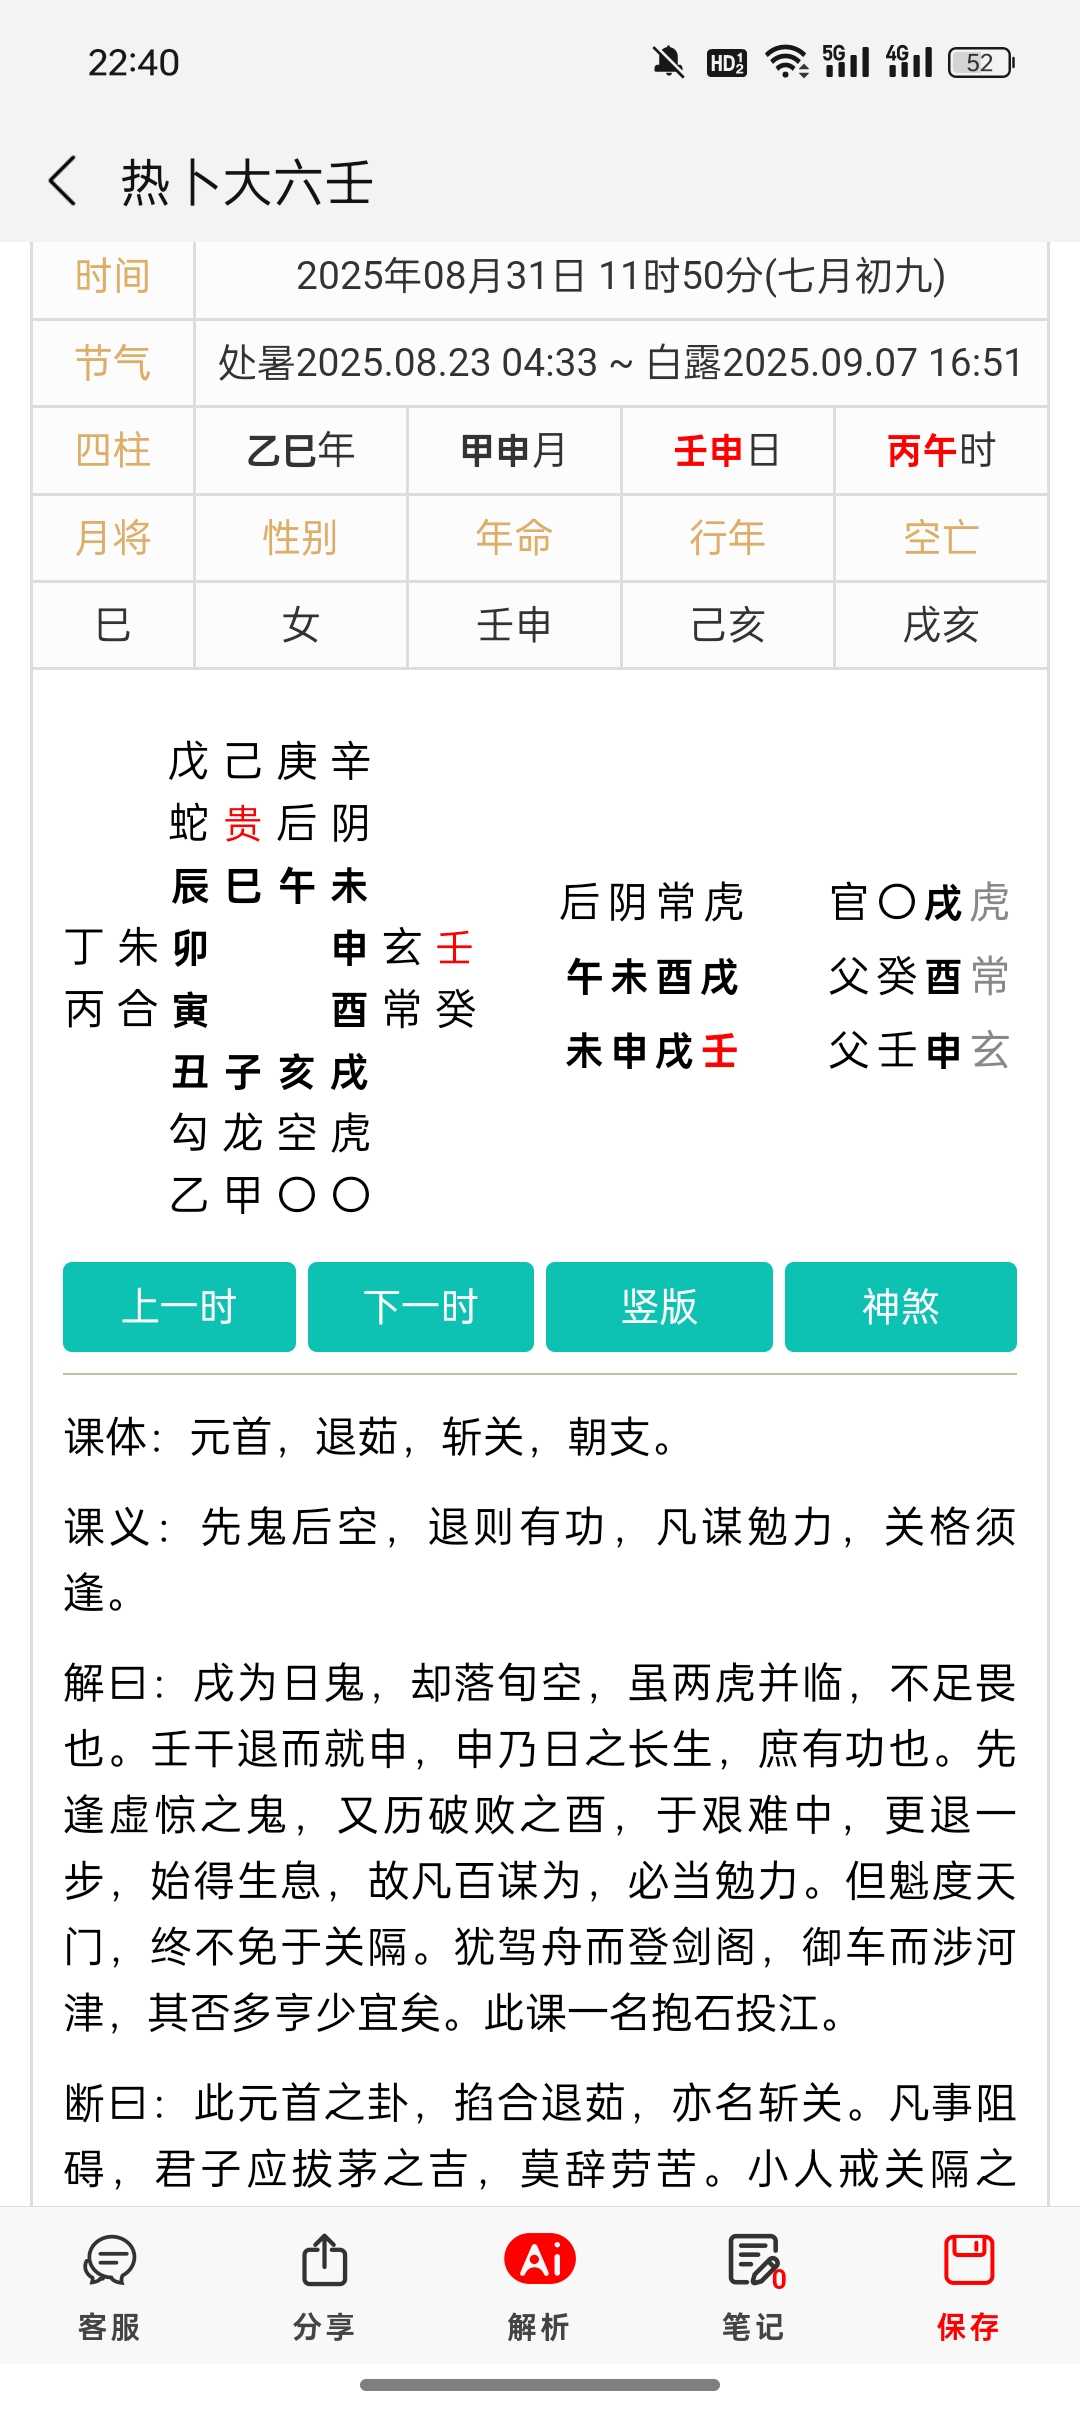 22:40
HD 1 2 5G 4G 52
热卜大六壬
时间 2025年08月31日 11时50分(七月初九)
节气 处暑2025.08.23 04:33 ~ 白露2025.09.07 16:51
四柱 乙巳年 甲申月 壬申日 丙午时
月将 性别 年命 行年 空亡
巳 女 壬申 己亥 戌亥
戊 己 庚 辛
蛇 贵 后 阴
辰 巳 午 未
丁 朱 卯 申 玄 壬
丙 合 寅 酉 常 癸
丑 子 亥 戌
勾 龙 空 虎
乙 甲 〇 〇
后 阴 常 虎 官 〇 戌 虎
午 未 酉 戌 父 癸 酉 常
未 申 戌 壬 父 壬 申 玄
上一时 下一时 竖版 神煞
课体：元首，退茹，斩关，朝支。
课义：先鬼后空，退则有功，凡谋勉力，关格须
逢。
解曰：戌为日鬼，却落旬空，虽两虎并临，不足畏
也。壬干退而就申，申乃日之长生，庶有功也。先
逢虚惊之鬼，又历破败之酉，于艰难中，更退一
步，始得生息，故凡百谋为，必当勉力。但魁度天
门，终不免于关隔。犹驾舟而登剑阁，御车而涉河
津，其否多亨少宜矣。此课一名抱石投江。
断曰：此元首之卦，掐合退茹，亦名斩关。凡事阻
碍，君子应拔茅之吉，莫辞劳苦。小人戒关隔之
Ai 0
客服 分享 解析 笔记 保存